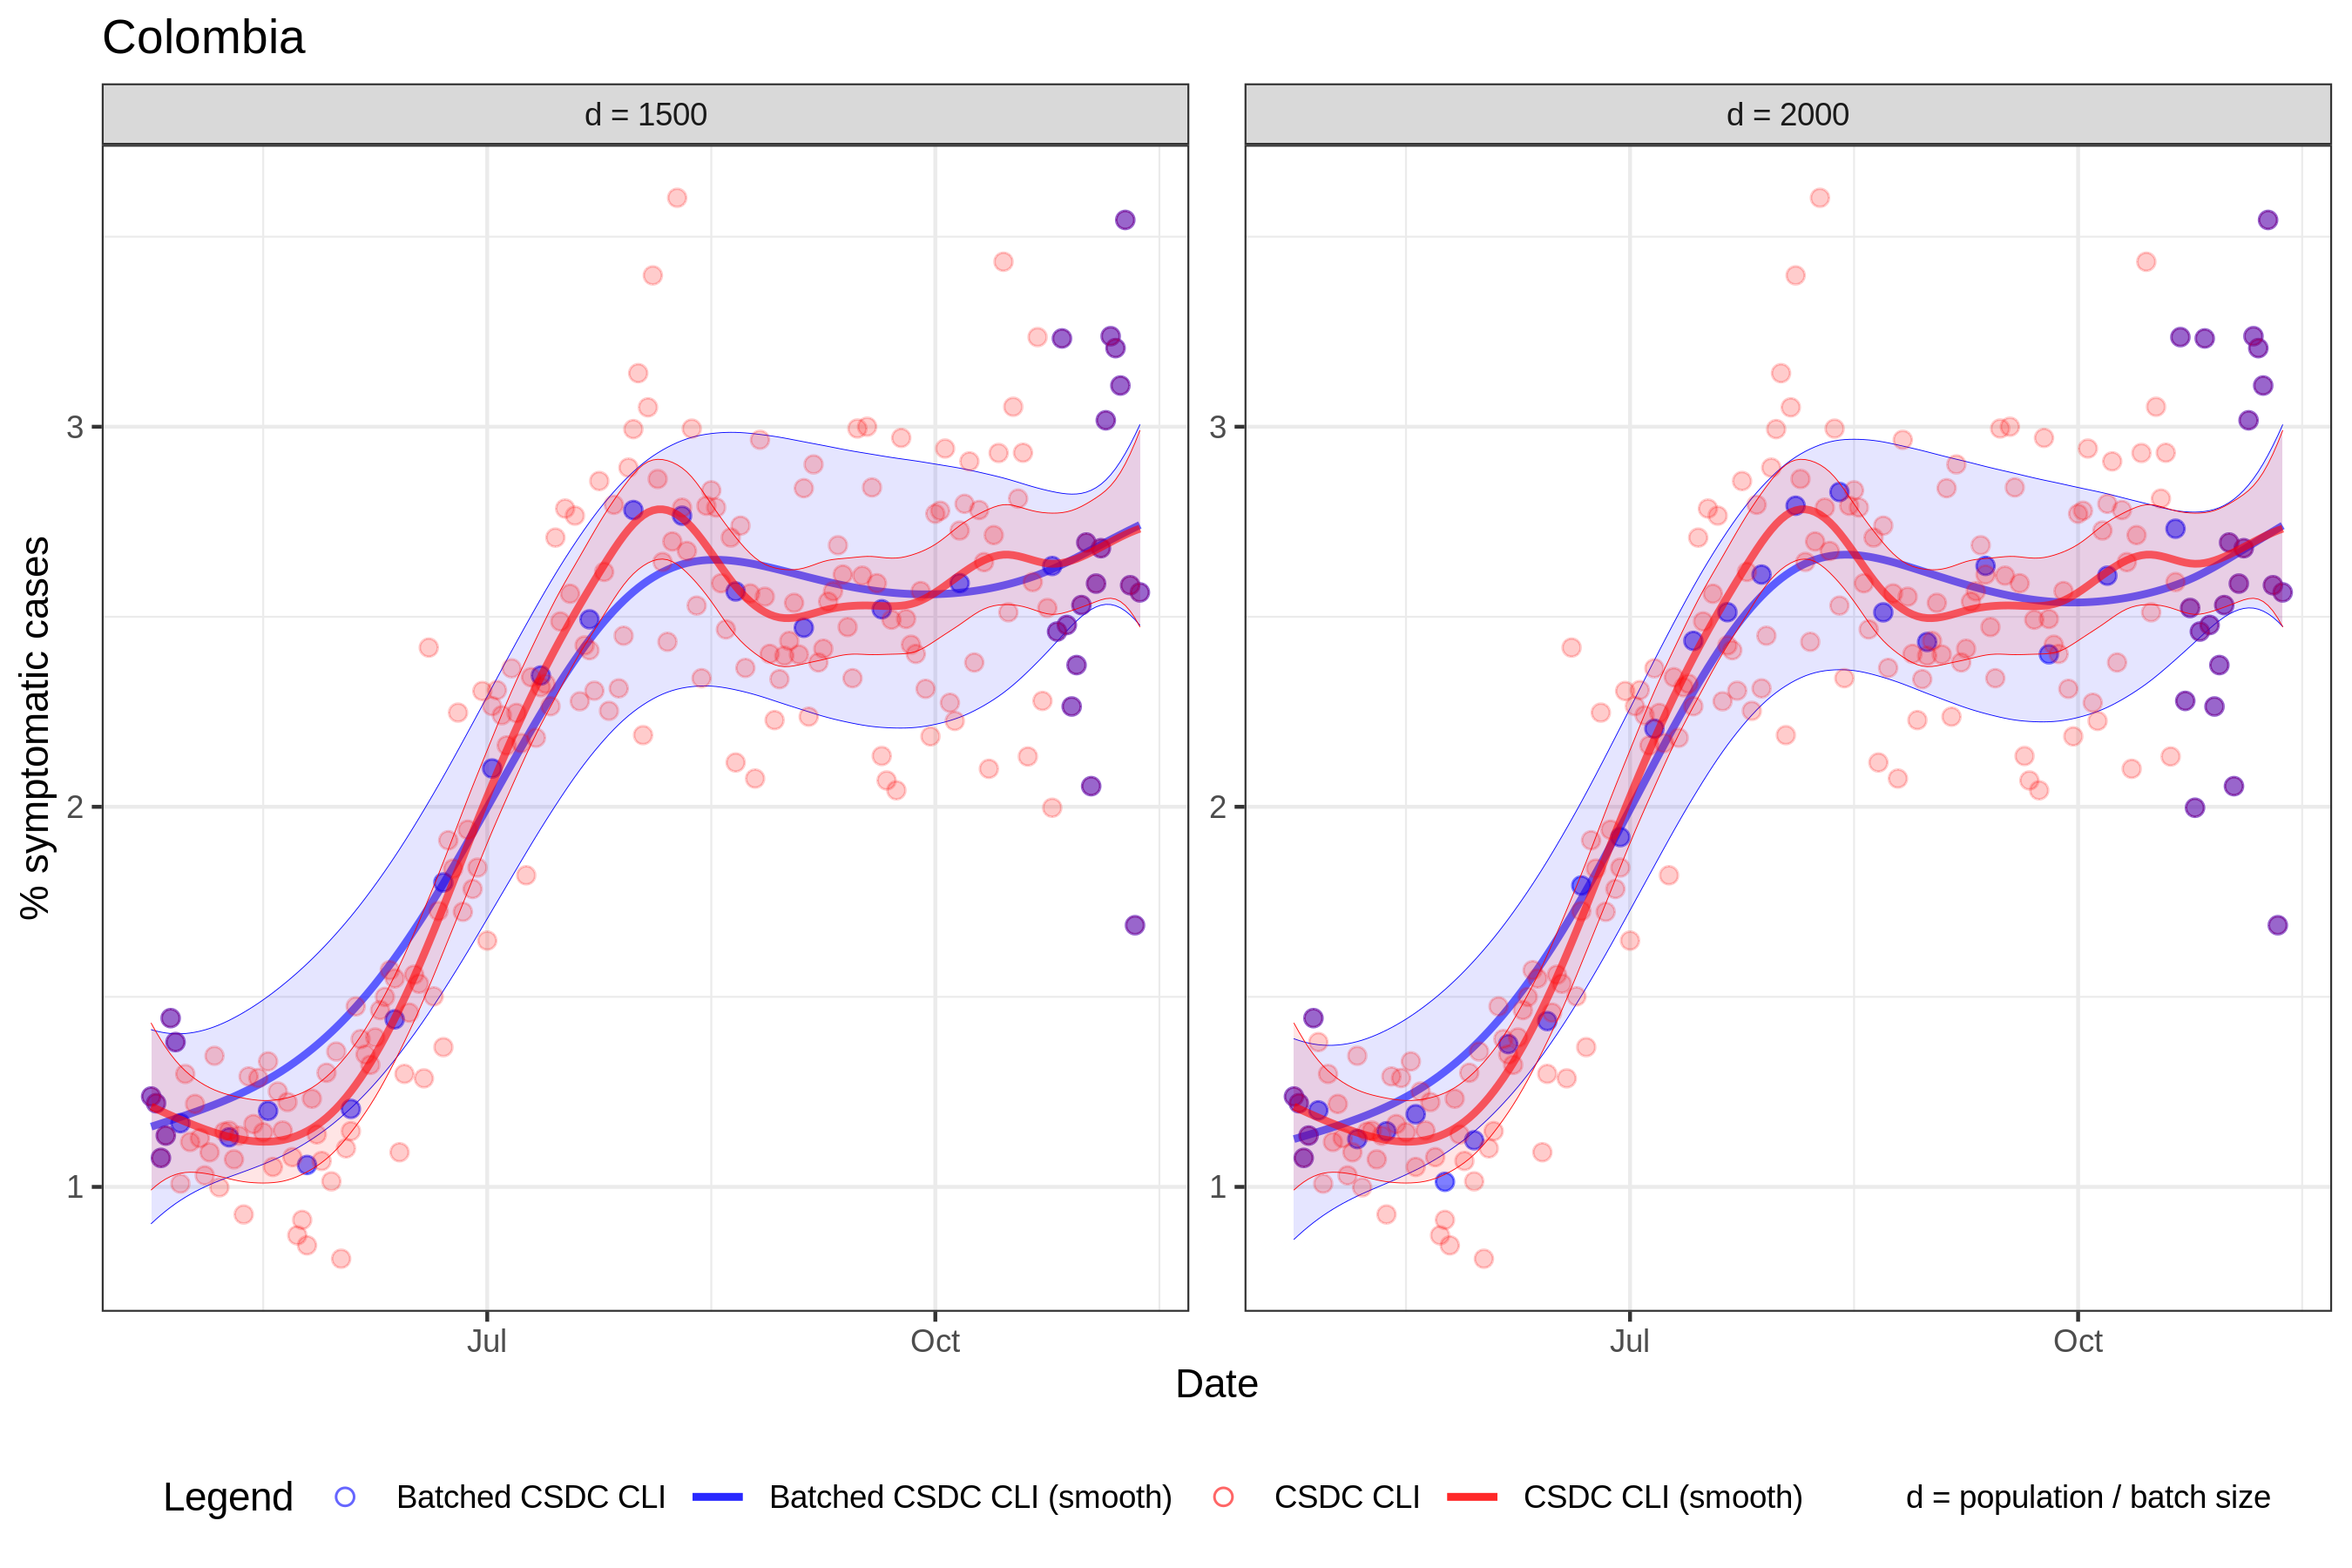 Colombia
d = 1500
d = 2000
% symptomatic cases
3
2
1
3
2
1
Jul
Oct
Jul
Oct
Date
Legend Batched CSDC CLI Batched CSDC CLI (smooth) CSDC CLI CSDC CLI (smooth) d = population / batch size